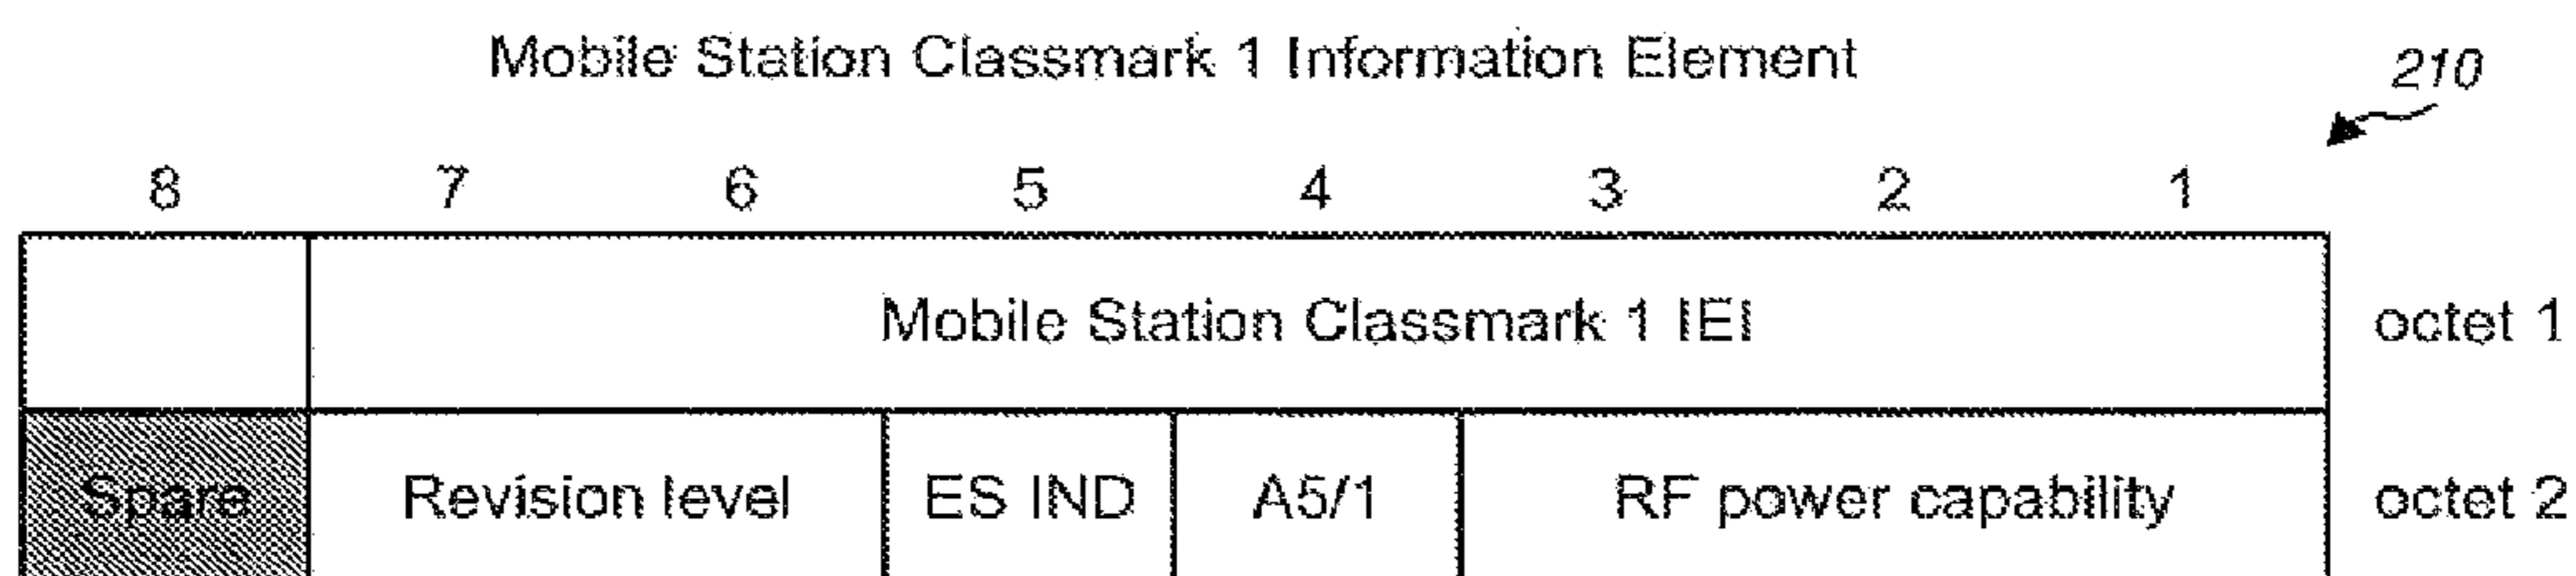 Mobile Station Classmark 1 Information Element
210
8 7 6 5 4 3 2 1
Mobile Station Classmark 1 IEI octet 1
Spare Revision level ES IND A5/1 RF power capability octet 2